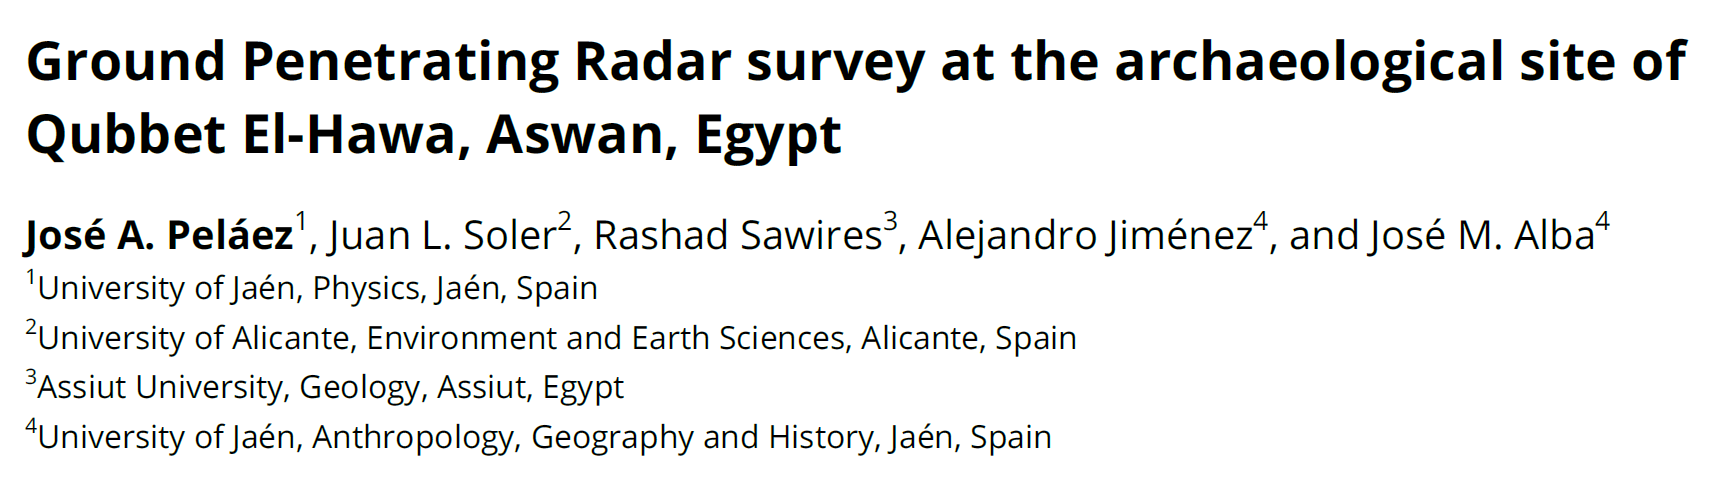 Ground Penetrating Radar survey at the archaeological site of
Qubbet El-Hawa, Aswan, Egypt
José A. Peláez1, Juan L. Soler2, Rashad Sawires3, Alejandro Jiménez4, and José M. Alba4
1University of Jaén, Physics, Jaén, Spain
2University of Alicante, Environment and Earth Sciences, Alicante, Spain
3Assiut University, Geology, Assiut, Egypt
4University of Jaén, Anthropology, Geography and History, Jaén, Spain